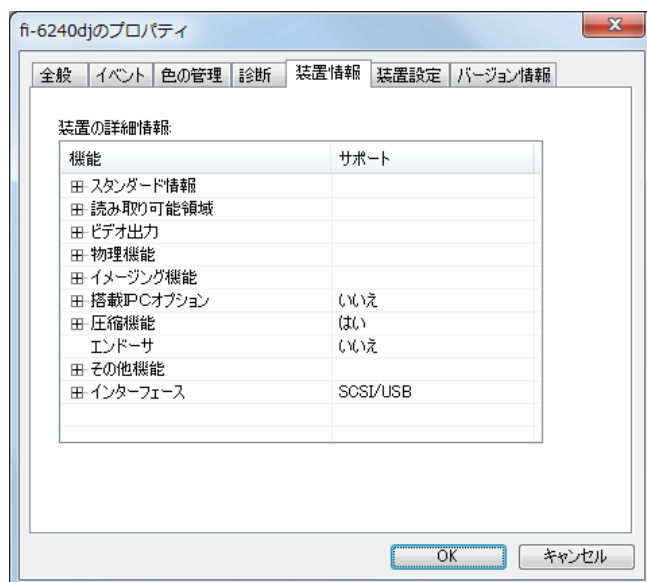 fi-6240djのプロパティ
全般 イベント 色の管理 診断 装置情報 装置設定 バージョン情報
装置の詳細情報:
機能 サポート
スタンダード情報
読み取り可能領域
ビデオ出力
物理機能
イメージング機能
搭載IPCオプション いいえ
圧縮機能 はい
エンドーサ いいえ
その他機能
インターフェース SCSI/USB
OK キャンセル